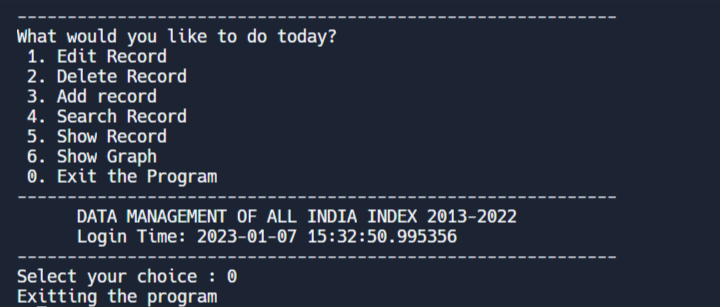 ------------------------------------------------------------
What would you like to do today?
 1. Edit Record
 2. Delete Record
 3. Add record
 4. Search Record
 5. Show Record
 6. Show Graph
 0. Exit the Program
------------------------------------------------------------
      DATA MANAGEMENT OF ALL INDIA INDEX 2013-2022
      Login Time: 2023-01-07 15:32:50.995356
------------------------------------------------------------
Select your choice : 0
Exitting the program